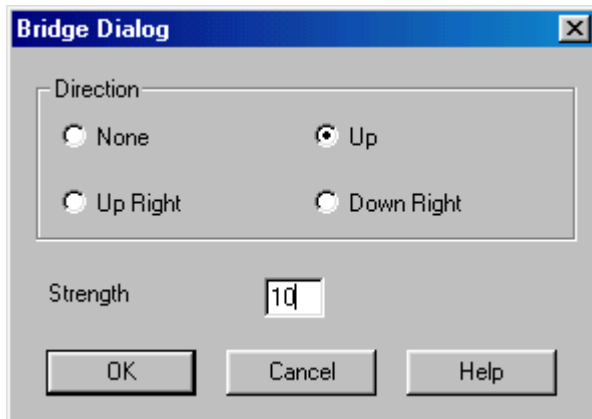 Bridge Dialog
Direction
None Up
Up Right Down Right
Strength 10
OK Cancel Help